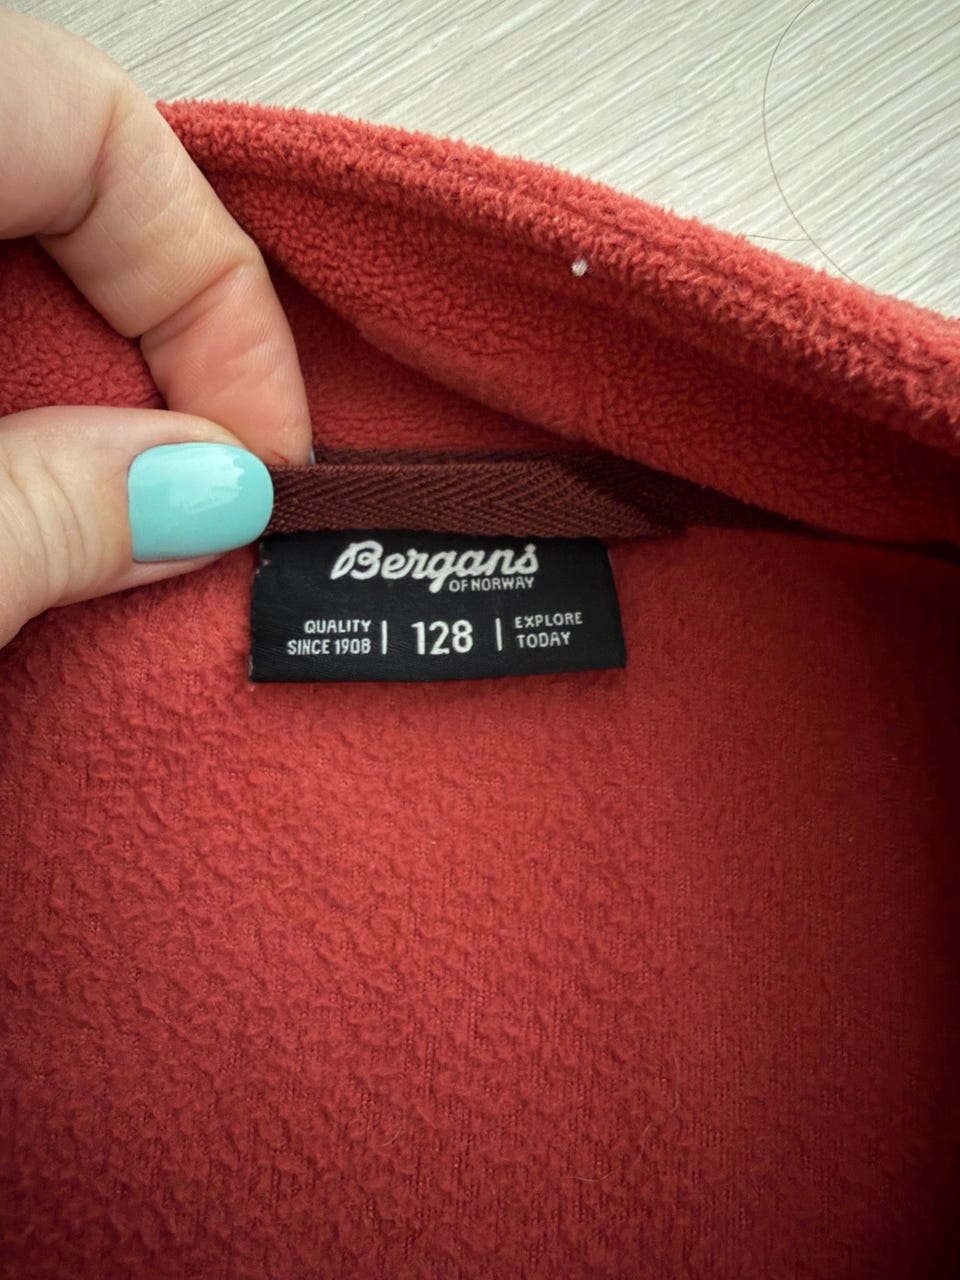 Bergans
OF NORWAY
QUALITY
SINCE 1908
128
EXPLORE
TODAY